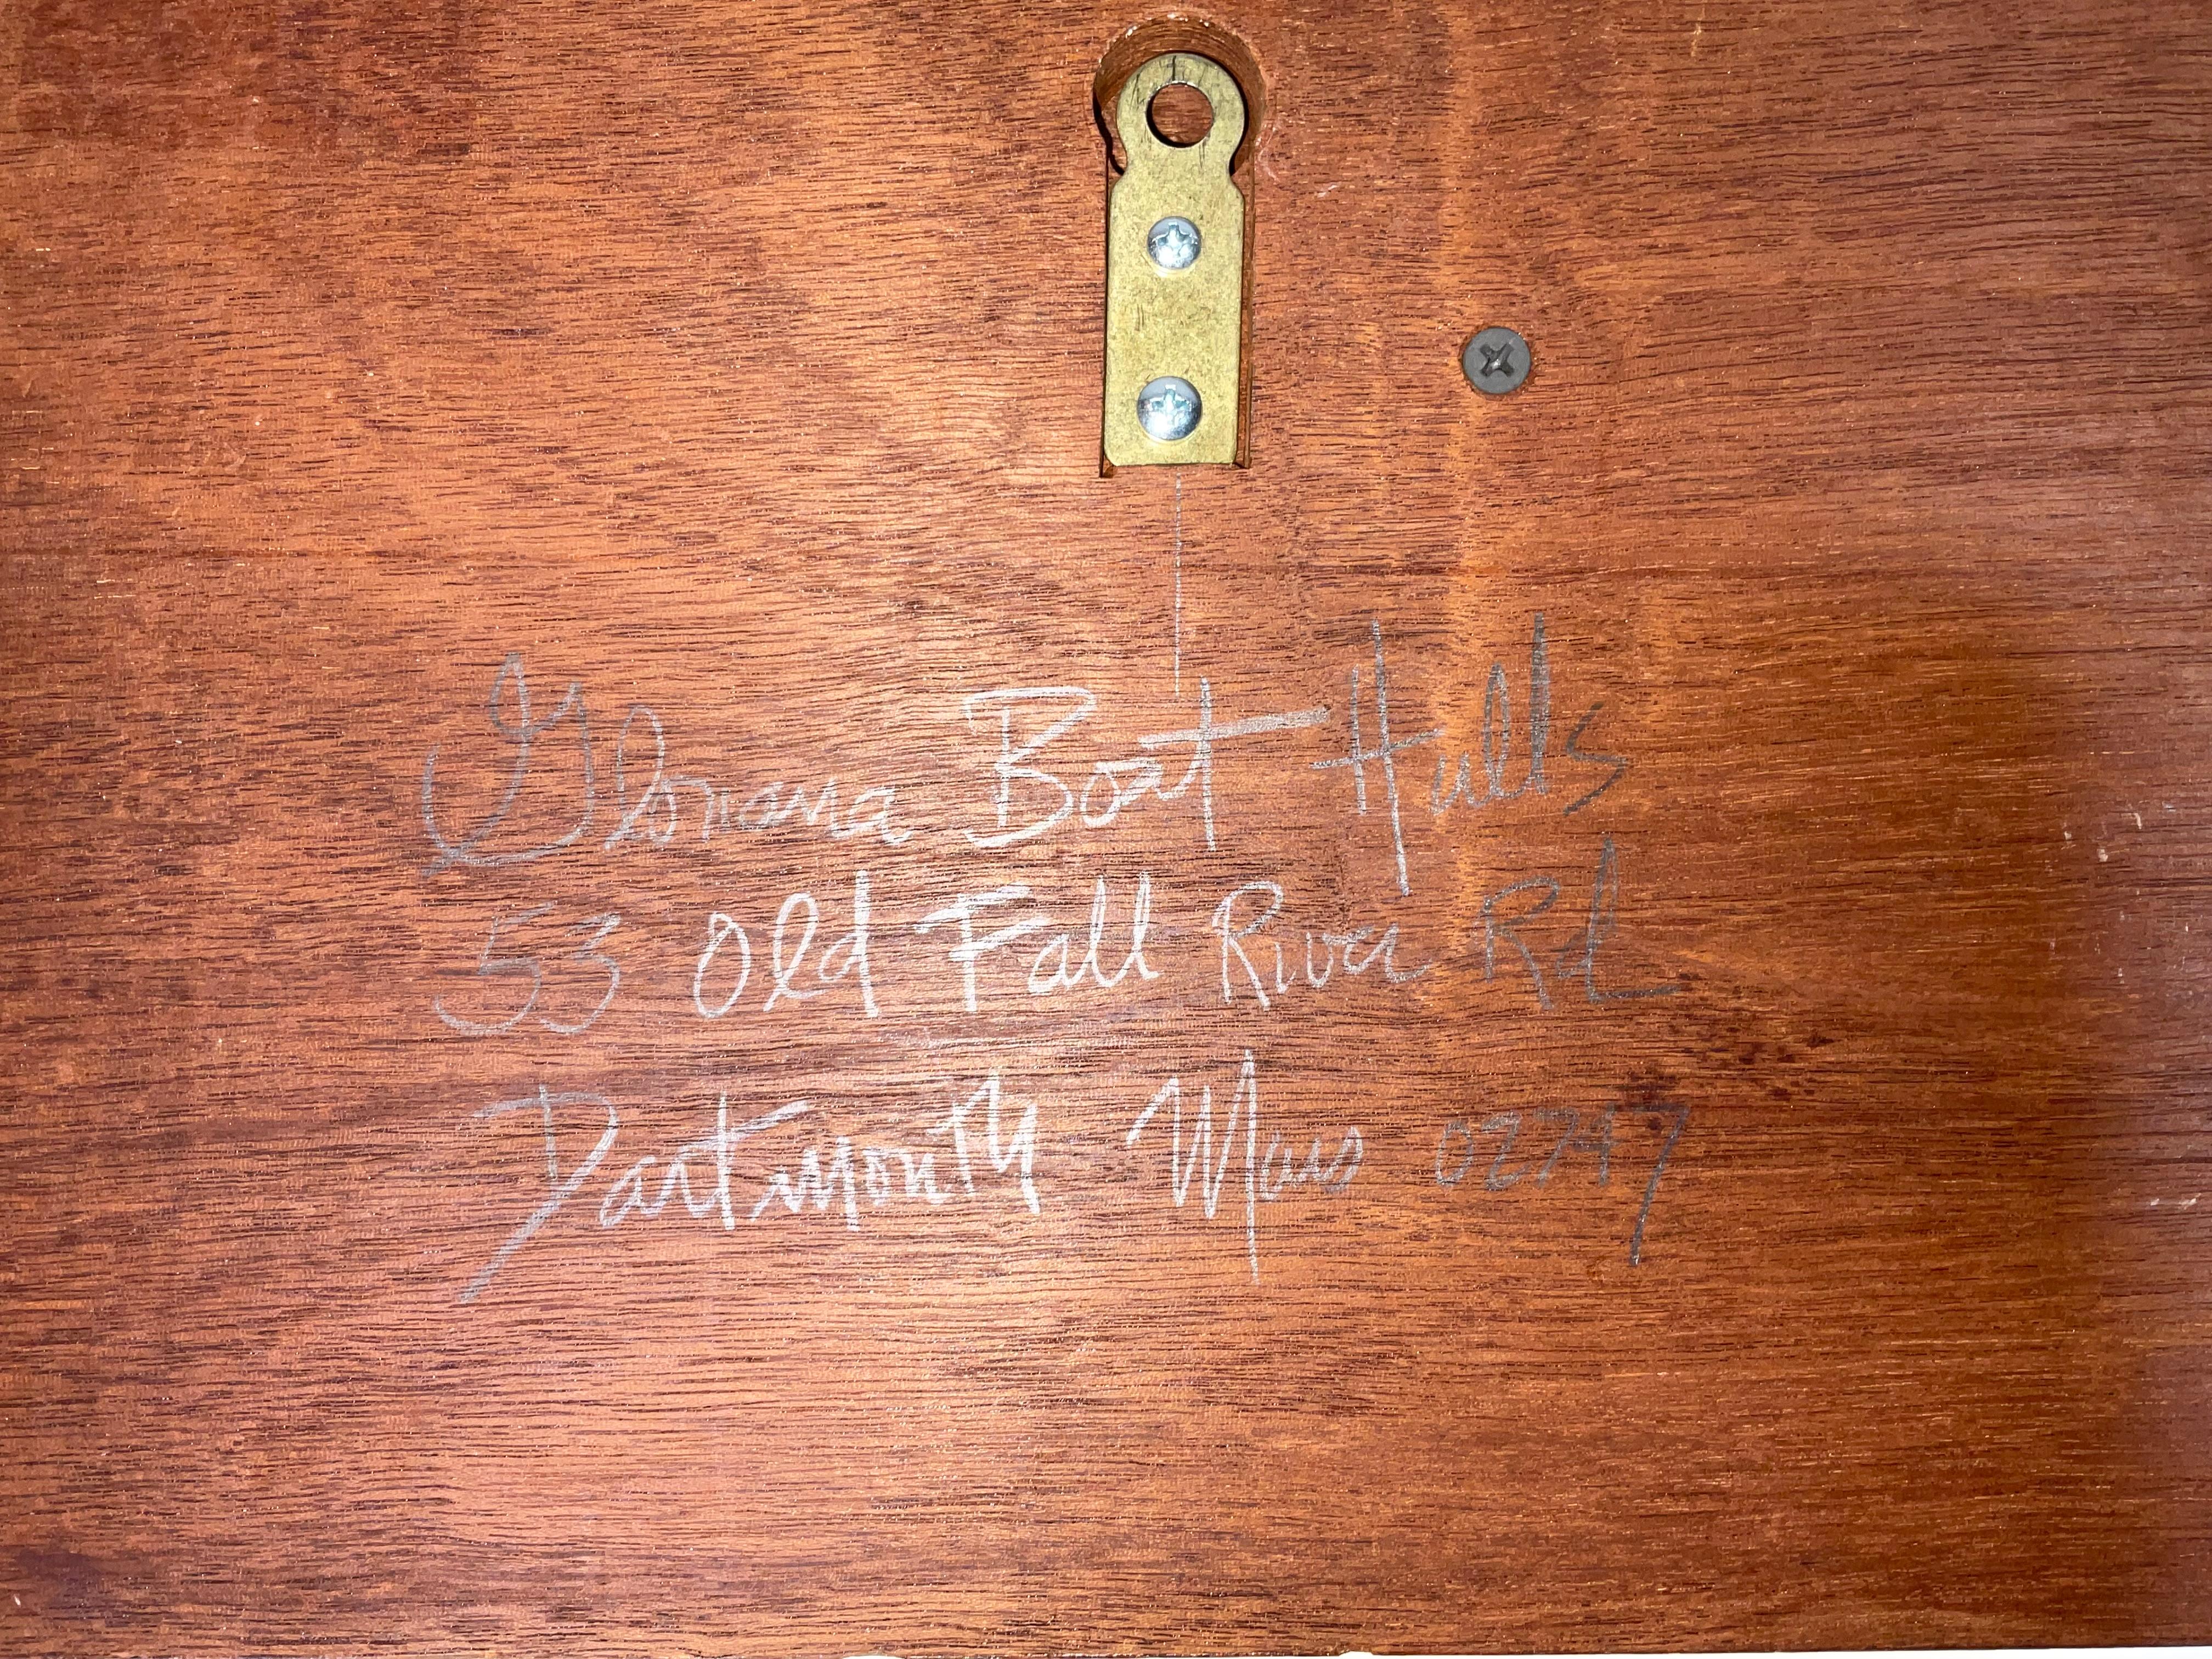 Gloriana Boat Hulls
53 Old Fall River Rd
Dartmouth Mass 02747